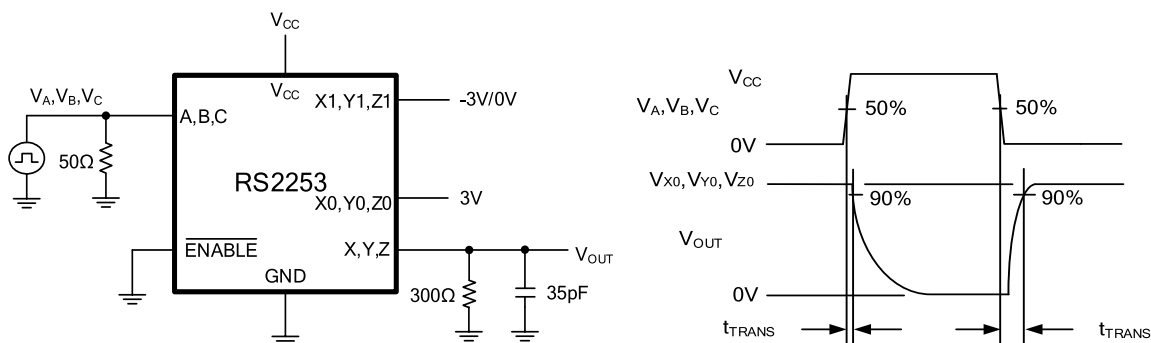 VCC
VA,VB,VC
50Ω
VCC
A,B,C
X1,Y1,Z1
-3V/0V
RS2253
X0,Y0,Z0
3V
ENABLE
X,Y,Z
VOUT
GND
300Ω
35pF
VCC
VA,VB,VC
50%
50%
0V
VX0,VY0,VZ0
90%
90%
VOUT
0V
tTRANS
tTRANS